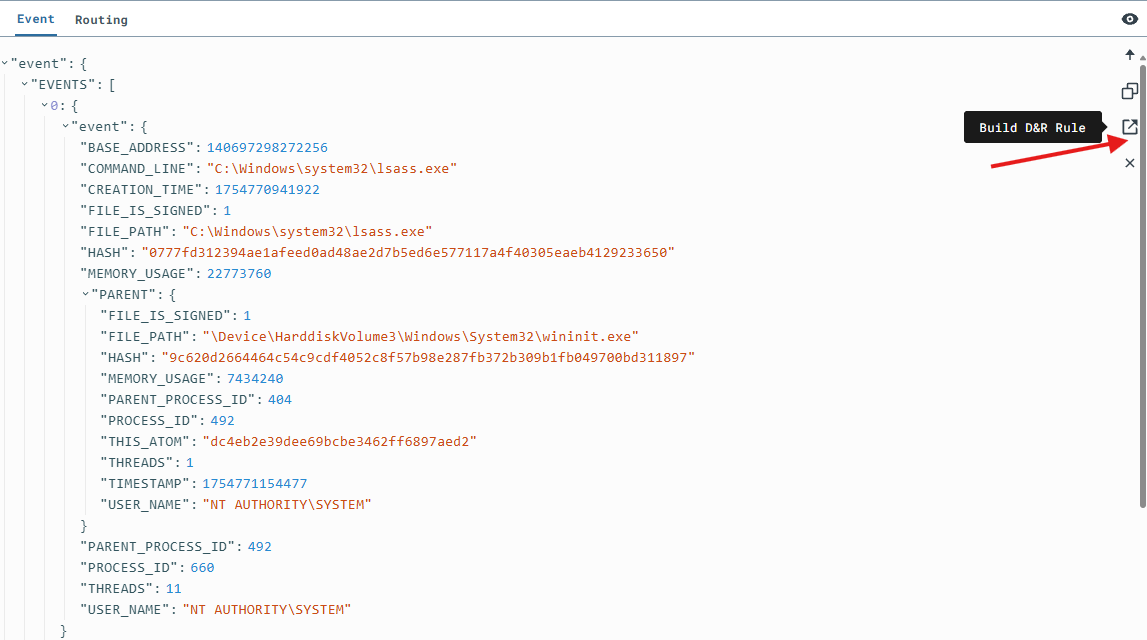 Event Routing
"event": {
"EVENTS": [
0: {
"event": {
"BASE_ADDRESS": 140697298272256
Build D&R Rule
"COMMAND_LINE": "C:\Windows\system32\lsass.exe"
"CREATION_TIME": 1754770941922
"FILE_IS_SIGNED": 1
"FILE_PATH": "C:\Windows\system32\lsass.exe"
"HASH": "0777fd312394ae1afeed0ad48ae2d7b5ed6e577117a4f40305eaeb4129233650"
"MEMORY_USAGE": 22773760
"PARENT": {
"FILE_IS_SIGNED": 1
"FILE_PATH": "\Device\HarddiskVolume3\Windows\System32\wininit.exe"
"HASH": "9c620d2664464c54c9cdf4052c8f57b98e287fb372b309b1fb049700bd311897"
"MEMORY_USAGE": 7434240
"PARENT_PROCESS_ID": 404
"PROCESS_ID": 492
"THIS_ATOM": "dc4eb2e39dee69bcbe3462ff6897aed2"
"THREADS": 1
"TIMESTAMP": 1754771154477
"USER_NAME": "NT AUTHORITY\SYSTEM"
}
"PARENT_PROCESS_ID": 492
"PROCESS_ID": 660
"THREADS": 11
"USER_NAME": "NT AUTHORITY\SYSTEM"
}